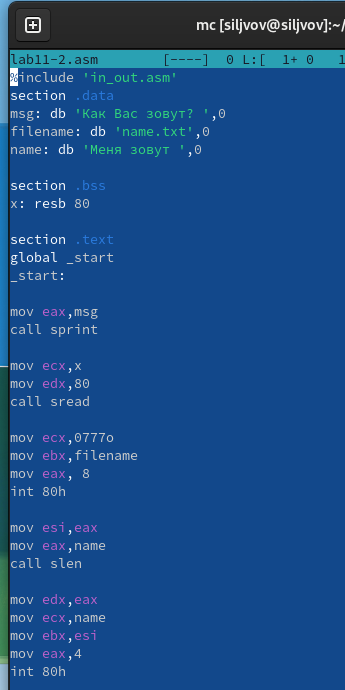 mc [siljvov@siljvov]:~/
lab11-2.asm [----] 0 L:[ 1+ 0 1
%include 'in_out.asm'
section .data
msg: db 'Как Вас зовут? ',0
filename: db 'name.txt',0
name: db 'Меня зовут ',0
section .bss
x: resb 80
section .text
global _start
_start:
mov eax,msg
call sprint
mov ecx,x
mov edx,80
call sread
mov ecx,0777o
mov ebx,filename
mov eax, 8
int 80h
mov esi,eax
mov eax,name
call slen
mov edx,eax
mov ecx,name
mov ebx,esi
mov eax,4
int 80h